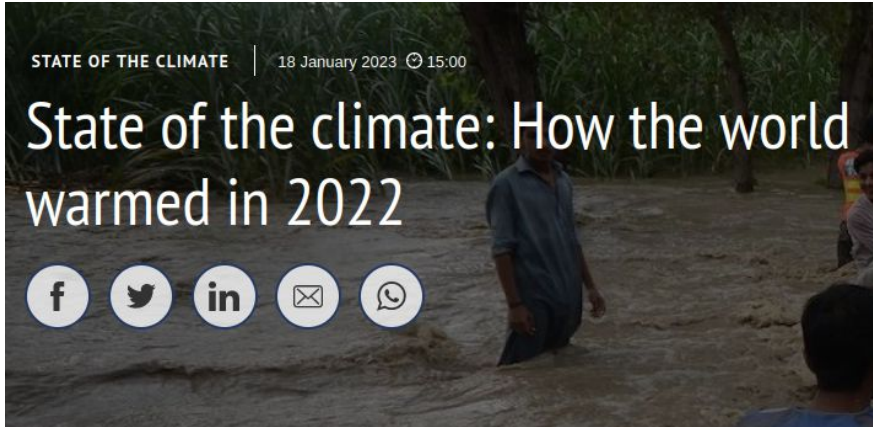 STATE OF THE CLIMATE
18 January 2023 15:00
State of the climate: How the world
warmed in 2022
f
in